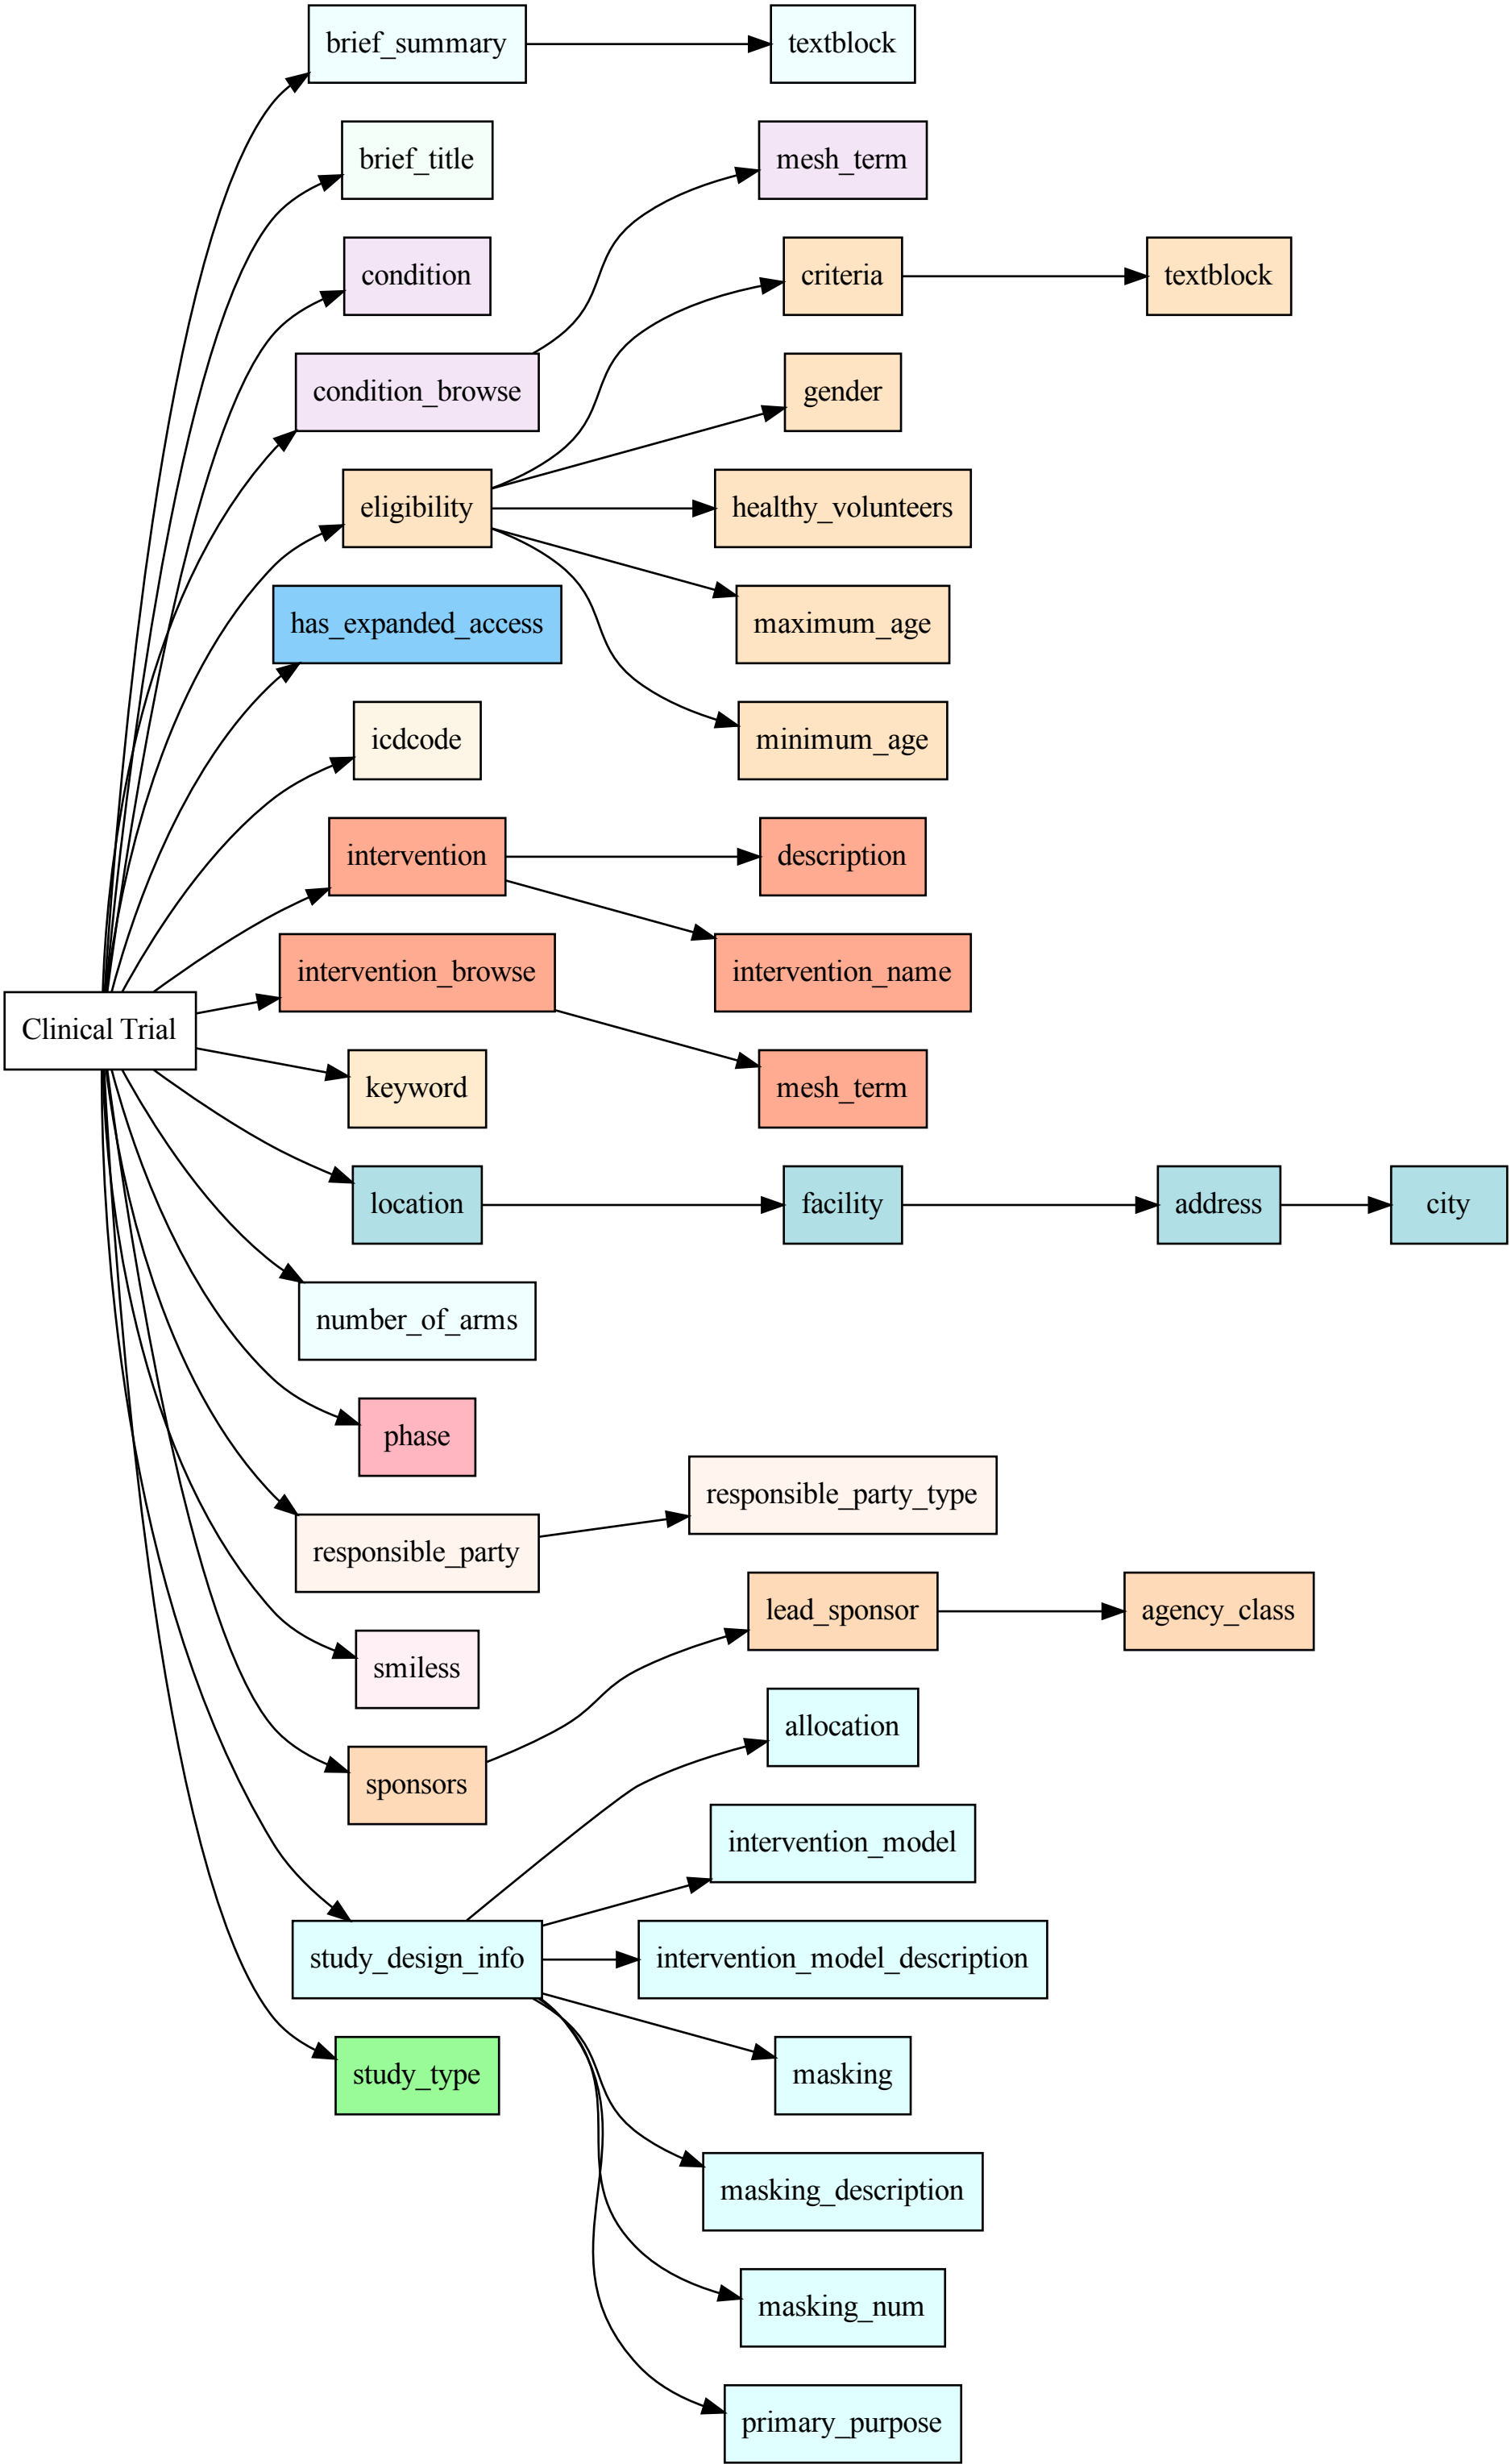 brief_summary
textblock
brief_title
mesh_term
condition
criteria
textblock
condition_browse
gender
eligibility
healthy_volunteers
has_expanded_access
maximum_age
icdcode
minimum_age
intervention
description
intervention_browse
intervention_name
Clinical Trial
keyword
mesh_term
location
facility
address
city
number_of_arms
phase
responsible_party_type
responsible_party
lead_sponsor
agency_class
smiless
allocation
sponsors
intervention_model
study_design_info
intervention_model_description
study_type
masking
masking_description
masking_num
primary_purpose